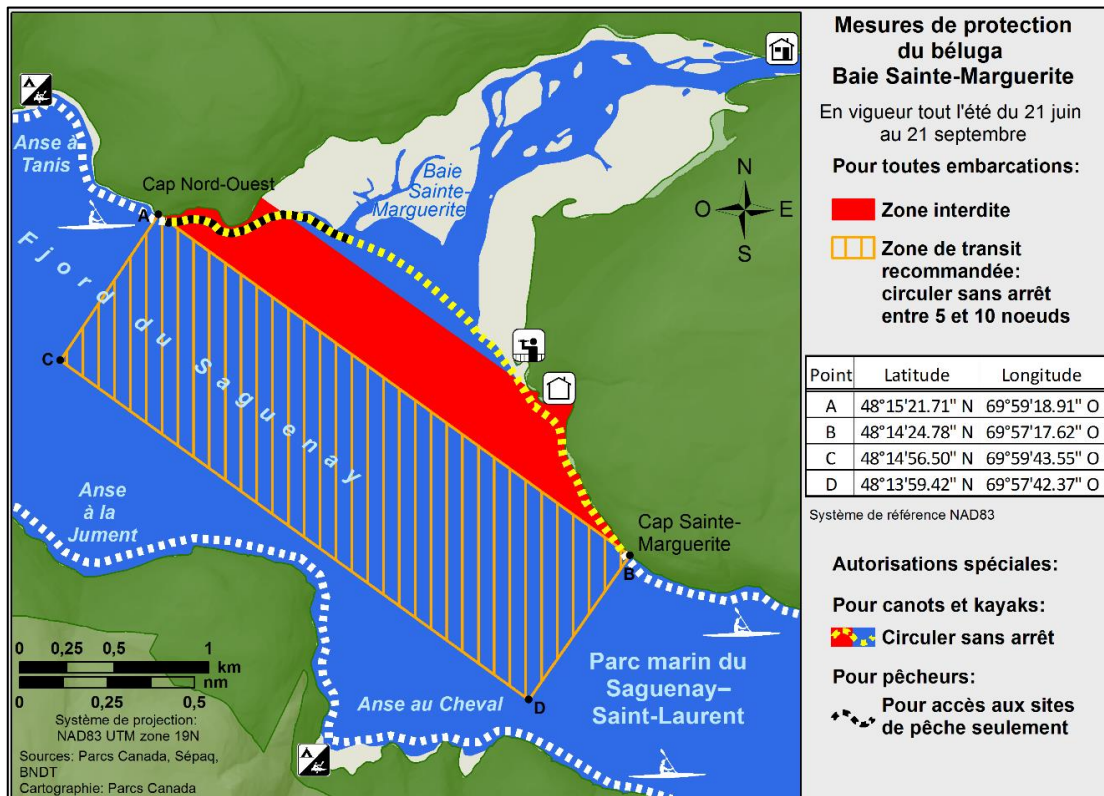 Anse à
Tanis
Cap Nord-Ouest
A
Baie
Sainte-
Marguerite
N
O
E
S
Fjord du Saguenay
C
Anse
à la
Jument
Cap Sainte-
Marguerite
B
D
Parc marin du
Saguenay–
Saint-Laurent
Anse au Cheval
0 0,25 0,5 1
km
nm
0 0,25 0,5
Système de projection:
NAD83 UTM zone 19N
Sources: Parcs Canada, Sépaq,
BNDT
Cartographie: Parcs Canada
Mesures de protection
du béluga
Baie Sainte-Marguerite
En vigueur tout l'été du 21 juin
au 21 septembre
Pour toutes embarcations:
Zone interdite
Zone de transit
recommandée:
circuler sans arrêt
entre 5 et 10 noeuds
Point Latitude Longitude
A 48°15'21.71" N 69°59'18.91" O
B 48°14'24.78" N 69°57'17.62" O
C 48°14'56.50" N 69°59'43.55" O
D 48°13'59.42" N 69°57'42.37" O
Système de référence NAD83
Autorisations spéciales:
Pour canots et kayaks:
Circuler sans arrêt
Pour pêcheurs:
Pour accès aux sites
de pêche seulement